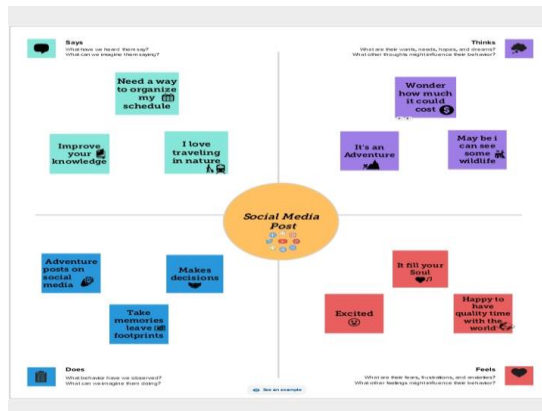 Says
What have we heard them say?
What can we imagine them saying?
Thinks
What are their wants, needs, hopes, and dreams?
What other thoughts might influence their behavior?
Need a way
to organize
my
schedule
Improve
your
knowledge
I love
traveling
in nature
Wonder
how much
it could
cost
It's an
Adventure
May be i
can see
some
wildlife
Social Media
Post
Adventure
posts on
social
media
Makes
decisions
Take
memories
leave
footprints
It fill your
Soul
Excited
Happy to
have
quality time
with the
world
Does
What behavior have we observed?
What can we imagine them doing?
See an example
Feels
What are their fears, frustrations, and anxieties?
What other feelings might influence their behavior?